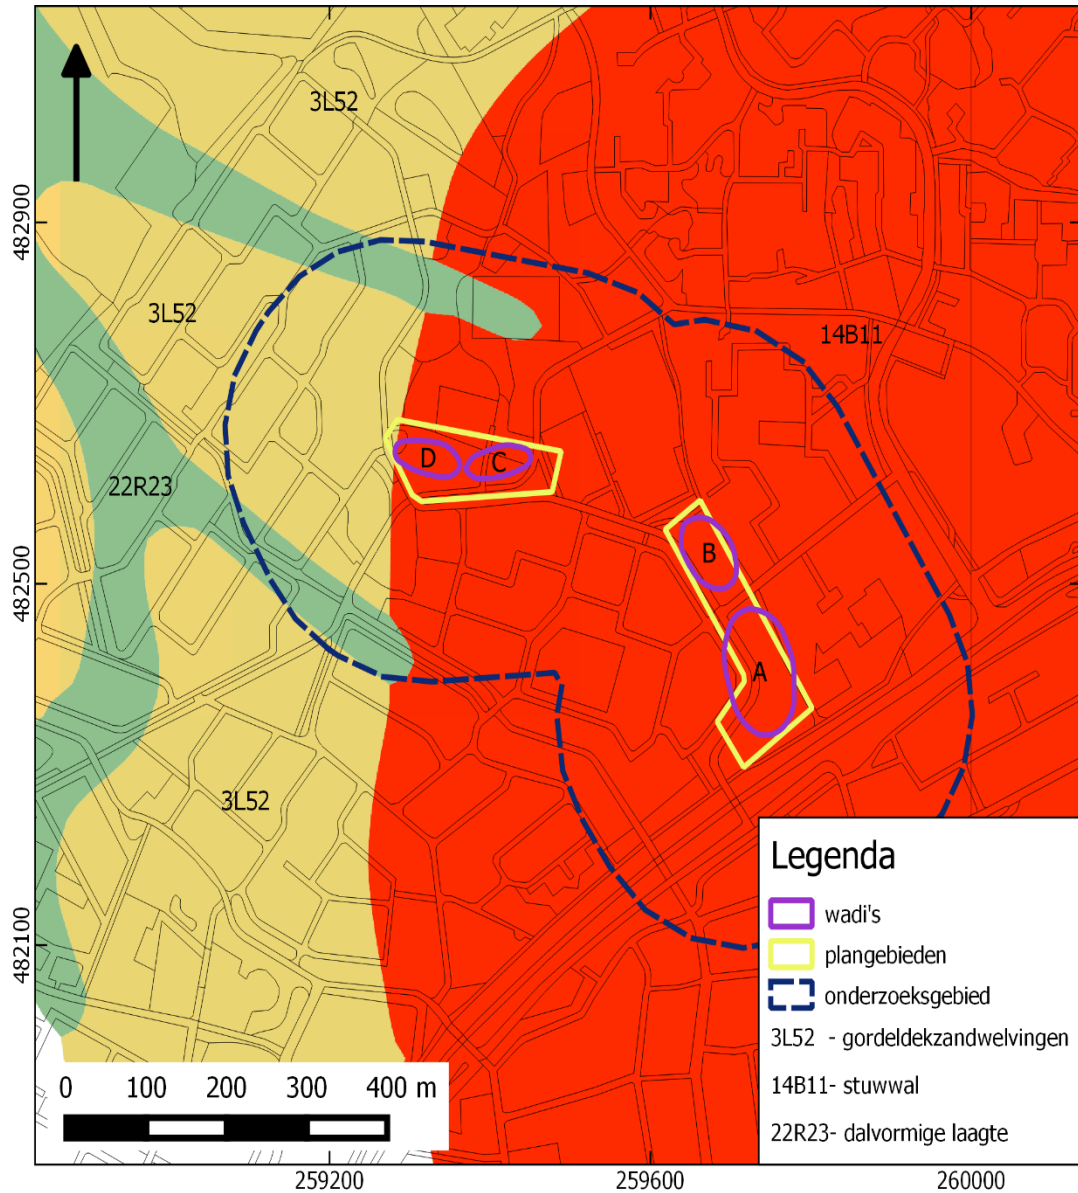 3L52
482900
3L52
14B11
D
C
22R23
B
482500
A
3L52
Legenda
wadi's
482100
plangebieden
onderzoeksgebied
3L52 - gordeldekzandwelvingen
0 100 200 300 400 m
14B11- stuwwal
22R23- dalvormige laagte
259200 259600 260000